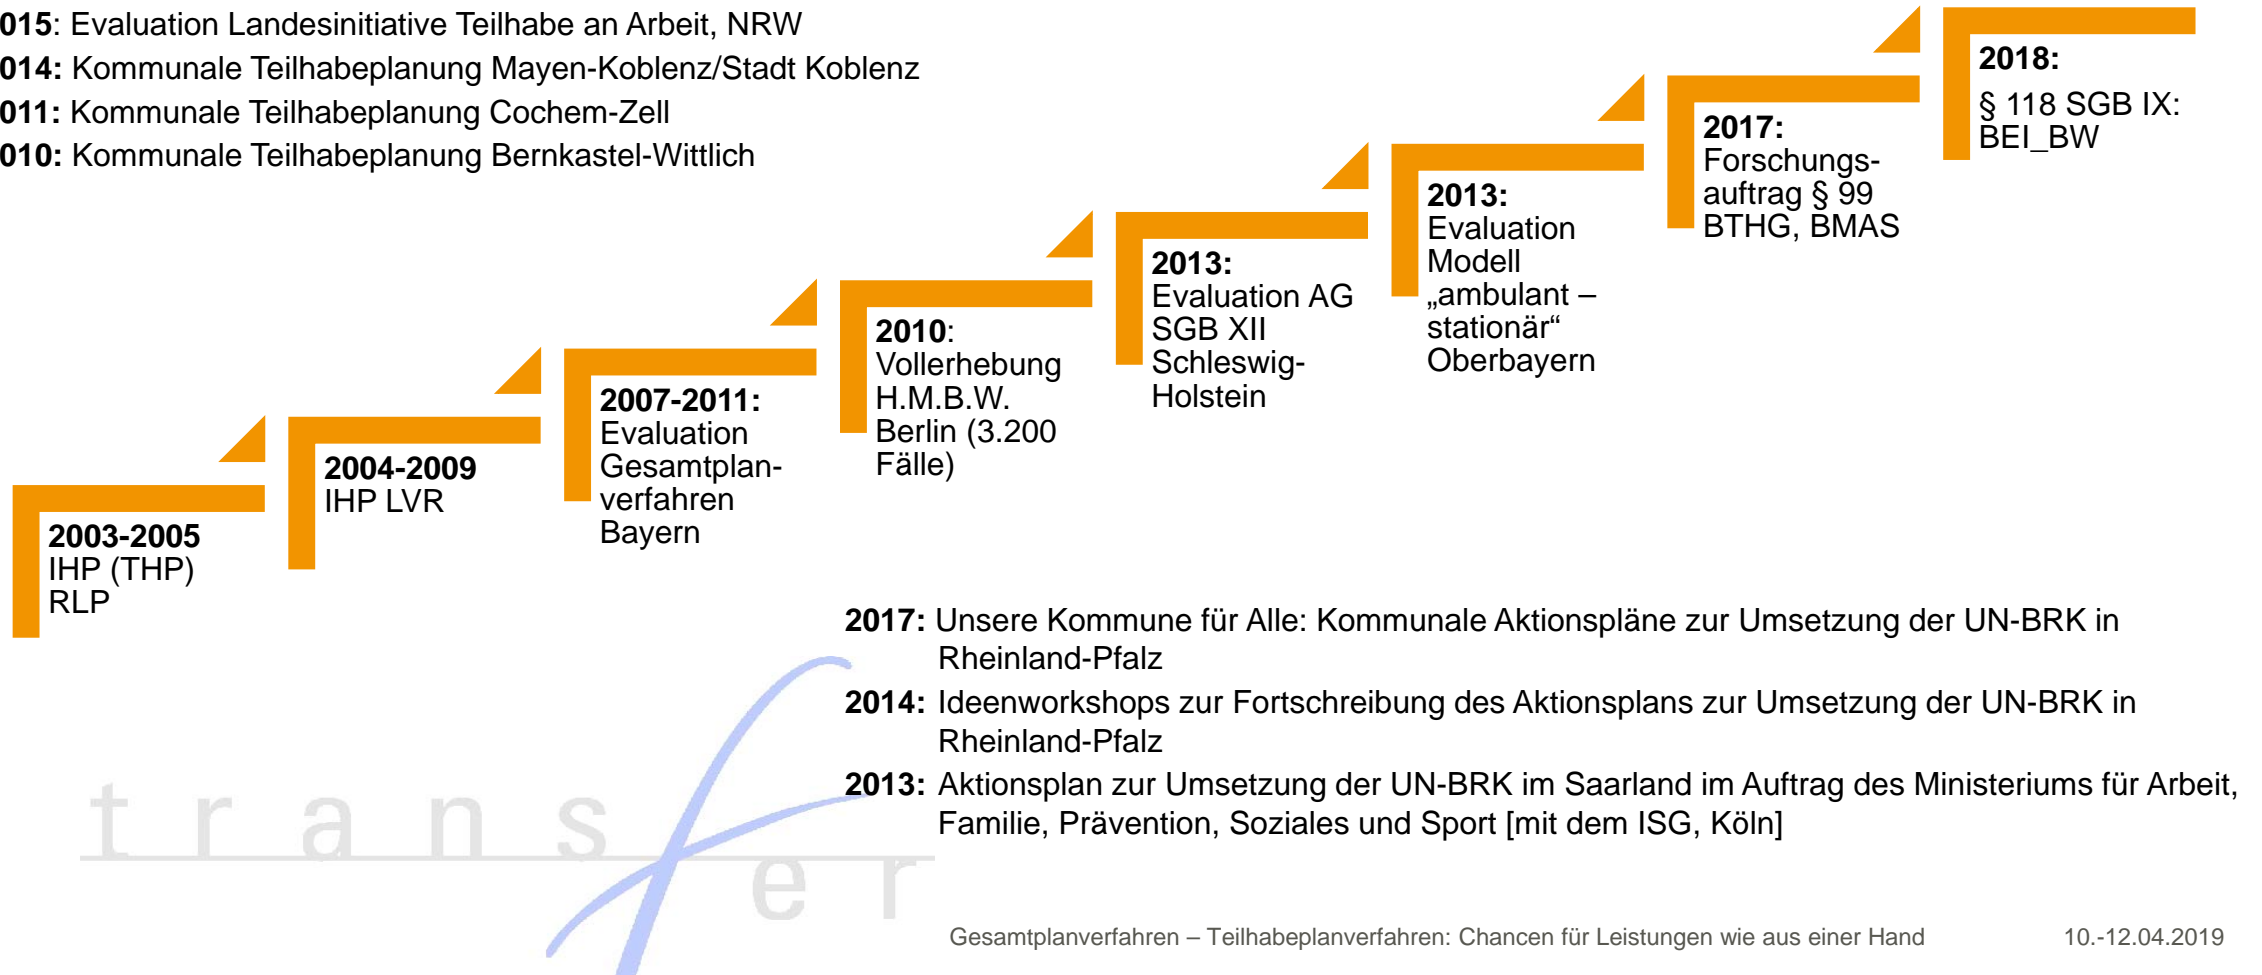 015: Evaluation Landesinitiative Teilhabe an Arbeit, NRW
014: Kommunale Teilhabeplanung Mayen-Koblenz/Stadt Koblenz
011: Kommunale Teilhabeplanung Cochem-Zell
010: Kommunale Teilhabeplanung Bernkastel-Wittlich
2003-2005
IHP (THP)
RLP
2004-2009
IHP LVR
2007-2011:
Evaluation
Gesamtplan-
verfahren
Bayern
2010:
Vollerhebung
H.M.B.W.
Berlin (3.200
Fälle)
2013:
Evaluation AG
SGB XII
Schleswig-
Holstein
2013:
Evaluation
Modell
„ambulant –
stationär“
Oberbayern
2017:
Forschungs-
auftrag § 99
BTHG, BMAS
2018:
§ 118 SGB IX:
BEI_BW
2017: Unsere Kommune für Alle: Kommunale Aktionspläne zur Umsetzung der UN-BRK in
Rheinland-Pfalz
2014: Ideenworkshops zur Fortschreibung des Aktionsplans zur Umsetzung der UN-BRK in
Rheinland-Pfalz
2013: Aktionsplan zur Umsetzung der UN-BRK im Saarland im Auftrag des Ministeriums für Arbeit,
Familie, Prävention, Soziales und Sport [mit dem ISG, Köln]
transfer
Gesamtplanverfahren – Teilhabeplanverfahren: Chancen für Leistungen wie aus einer Hand 10.-12.04.2019